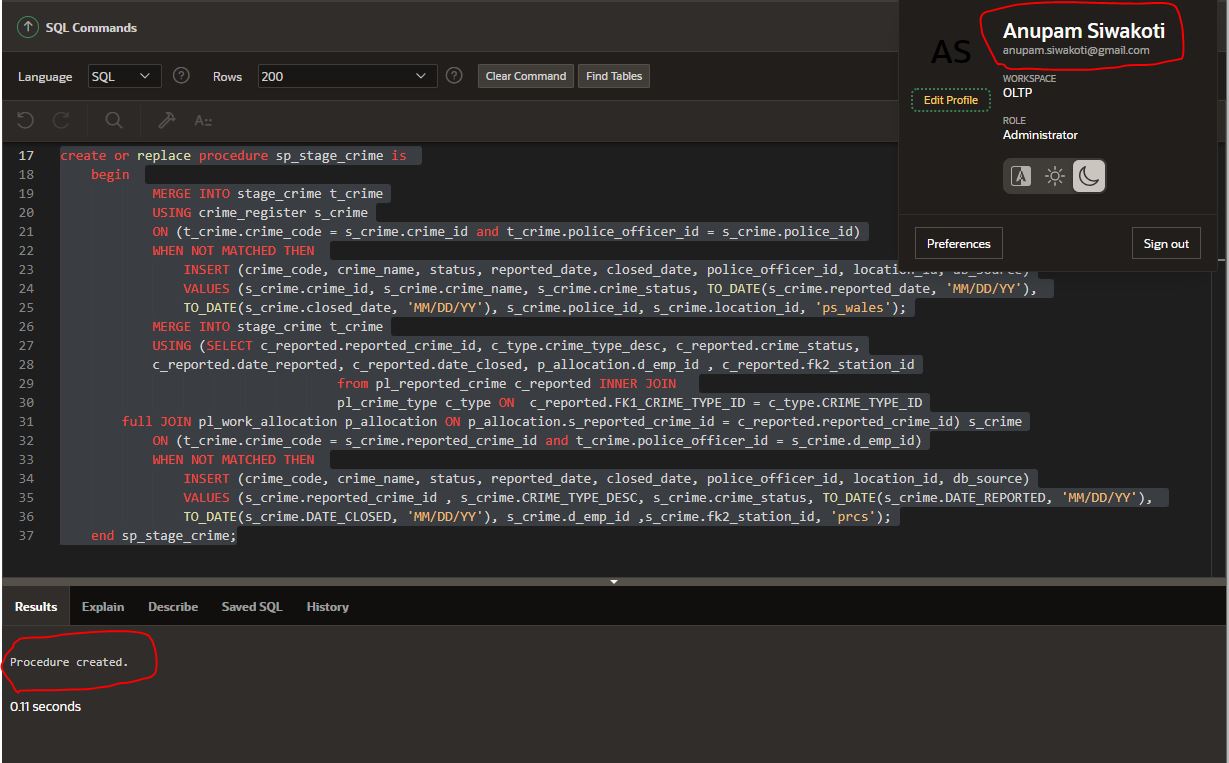 SQL Commands
Anupam Siwakoti
anupam.siwakoti@gmail.com
AS
WORKSPACE
OLTP
Edit Profile
ROLE
Administrator
Preferences
Sign out
Language SQL ? Rows 200 ? Clear Command Find Tables
A::
17 create or replace procedure sp_stage_crime is
18 begin
19 MERGE INTO stage_crime t_crime
20 USING crime_register s_crime
21 ON (t_crime.crime_code = s_crime.crime_id and t_crime.police_officer_id = s_crime.police_id)
22 WHEN NOT MATCHED THEN
23 INSERT (crime_code, crime_name, status, reported_date, closed_date, police_officer_id, location_id, db_source)
24 VALUES (s_crime.crime_id, s_crime.crime_name, s_crime.crime_status, TO_DATE(s_crime.reported_date, 'MM/DD/YY'),
25 TO_DATE(s_crime.closed_date, 'MM/DD/YY'), s_crime.police_id, s_crime.location_id, 'ps_wales');
26 MERGE INTO stage_crime t_crime
27 USING (SELECT c_reported.reported_crime_id, c_type.crime_type_desc, c_reported.crime_status,
28 c_reported.date_reported, c_reported.date_closed, p_allocation.d_emp_id , c_reported.fk2_station_id
29 from pl_reported_crime c_reported INNER JOIN
30 pl_crime_type c_type ON c_reported.FK1_CRIME_TYPE_ID = c_type.CRIME_TYPE_ID
31 full JOIN pl_work_allocation p_allocation ON p_allocation.s_reported_crime_id = c_reported.reported_crime_id) s_crime
32 ON (t_crime.crime_code = s_crime.reported_crime_id and t_crime.police_officer_id = s_crime.d_emp_id)
33 WHEN NOT MATCHED THEN
34 INSERT (crime_code, crime_name, status, reported_date, closed_date, police_officer_id, location_id, db_source)
35 VALUES (s_crime.reported_crime_id , s_crime.CRIME_TYPE_DESC, s_crime.crime_status, TO_DATE(s_crime.DATE_REPORTED, 'MM/DD/YY'),
36 TO_DATE(s_crime.DATE_CLOSED, 'MM/DD/YY'), s_crime.d_emp_id ,s_crime.fk2_station_id, 'prcs');
37 end sp_stage_crime;
Results Explain Describe Saved SQL History
Procedure created.
0.11 seconds